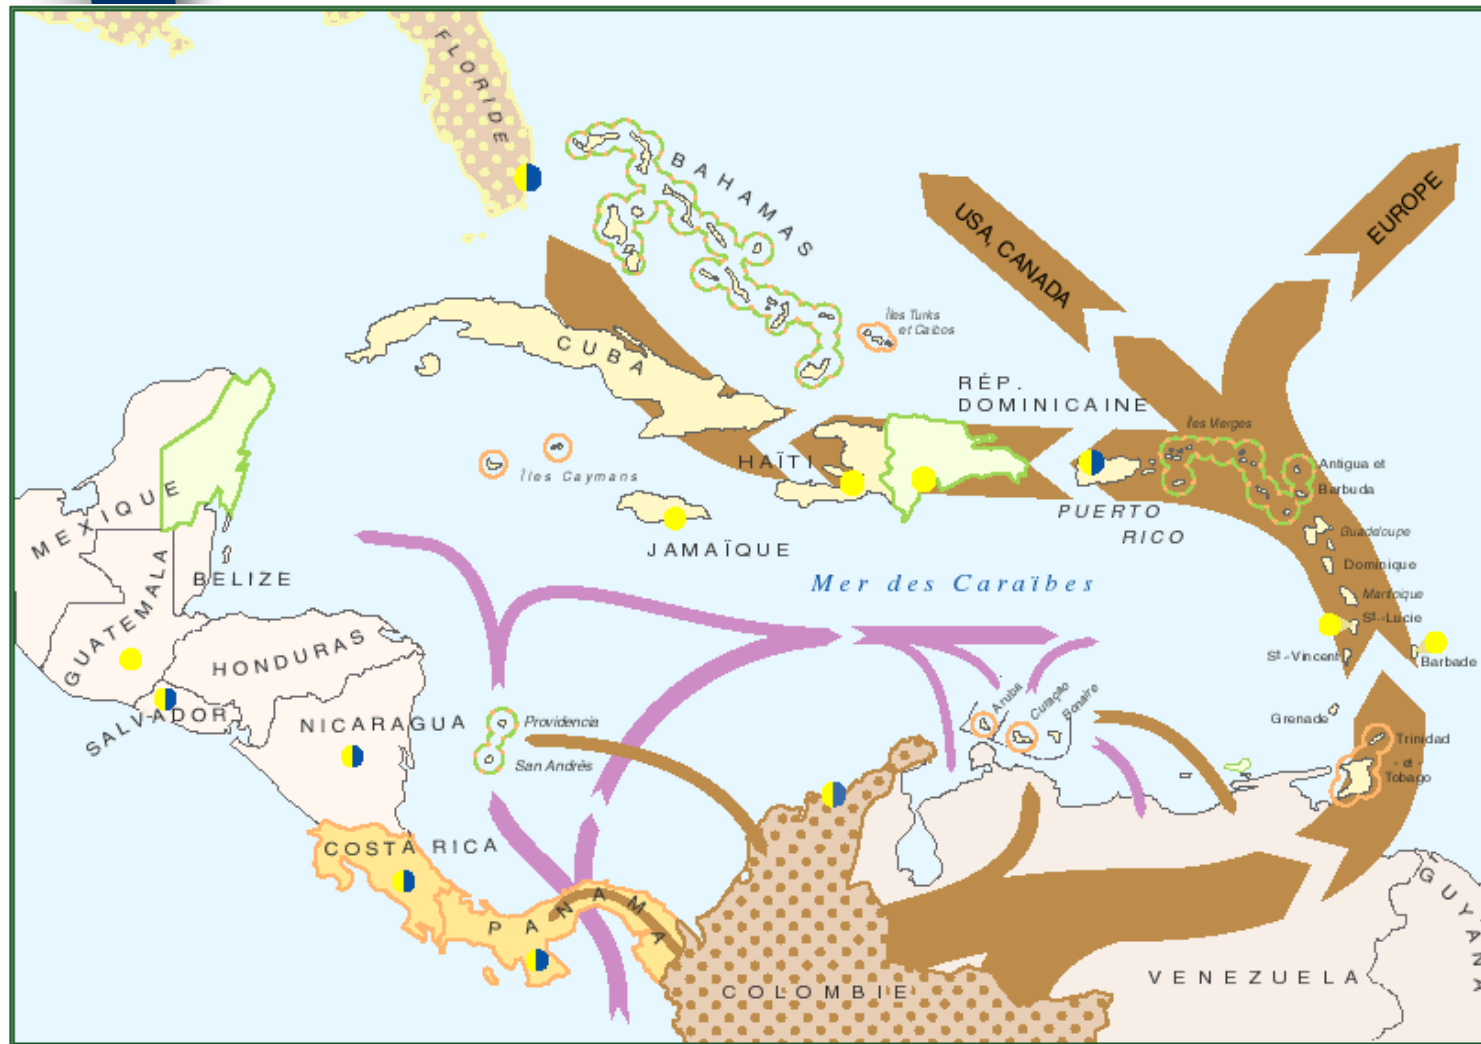 FLORIDE
BAHAMAS
USA, CANADA
EUROPE
Îles Turks
et Caicos
CUBA
RÉP.
DOMINICAINE
Îles Vierges
HAÏTI
Îles Caymans
Antigua et
Barbuda
PUERTO
RICO
MEXIQUE
Guadeloupe
JAMAÏQUE
BELIZE
Dominique
Mer des Caraïbes
Martinique
Ste-Lucie
GUATEMALA
HONDURAS
St-Vincent
Barbade
SALVADOR
NICARAGUA
Providencia
Aruba
Curaçao
Bonaire
Grenade
San Andrés
Trinidad
- et -
Tobago
COSTA RICA
PANAMA
GUYANA
COLOMBIE
VENEZUELA